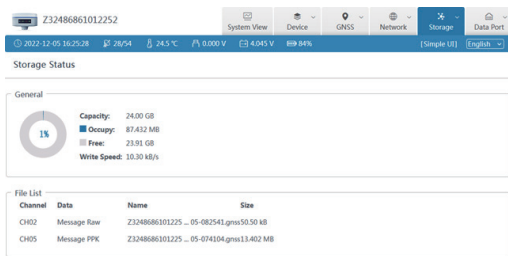 Z32486861012252
System View
Device
GNSS
Network
Storage
Data Port
2022-12-05 16:25:28 28/54 24.5 ℃ 0.000 V 4.045 V 84% [Simple UI] English
Storage Status
General
1%
Capacity: 24.00 GB
Occupy: 87.432 MB
Free: 23.91 GB
Write Speed: 10.30 kB/s
File List
Channel Data Name Size
CH02 Message Raw Z3248686101225 ... 05-082541.gnss50.50 kB
CH05 Message PPK Z3248686101225 ... 05-074104.gnss13.402 MB